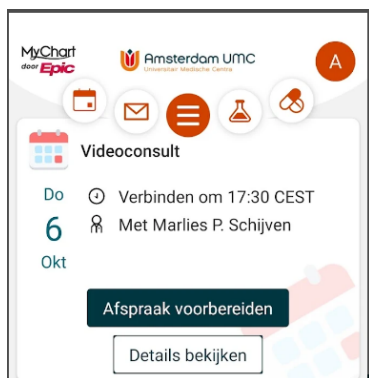 MyChart
door Epic
Amsterdam UMC
Universitair Medische Centra
A
Videoconsult
Do
6
Okt
Verbinden om 17:30 CEST
Met Marlies P. Schijven
Afspraak voorbereiden
Details bekijken